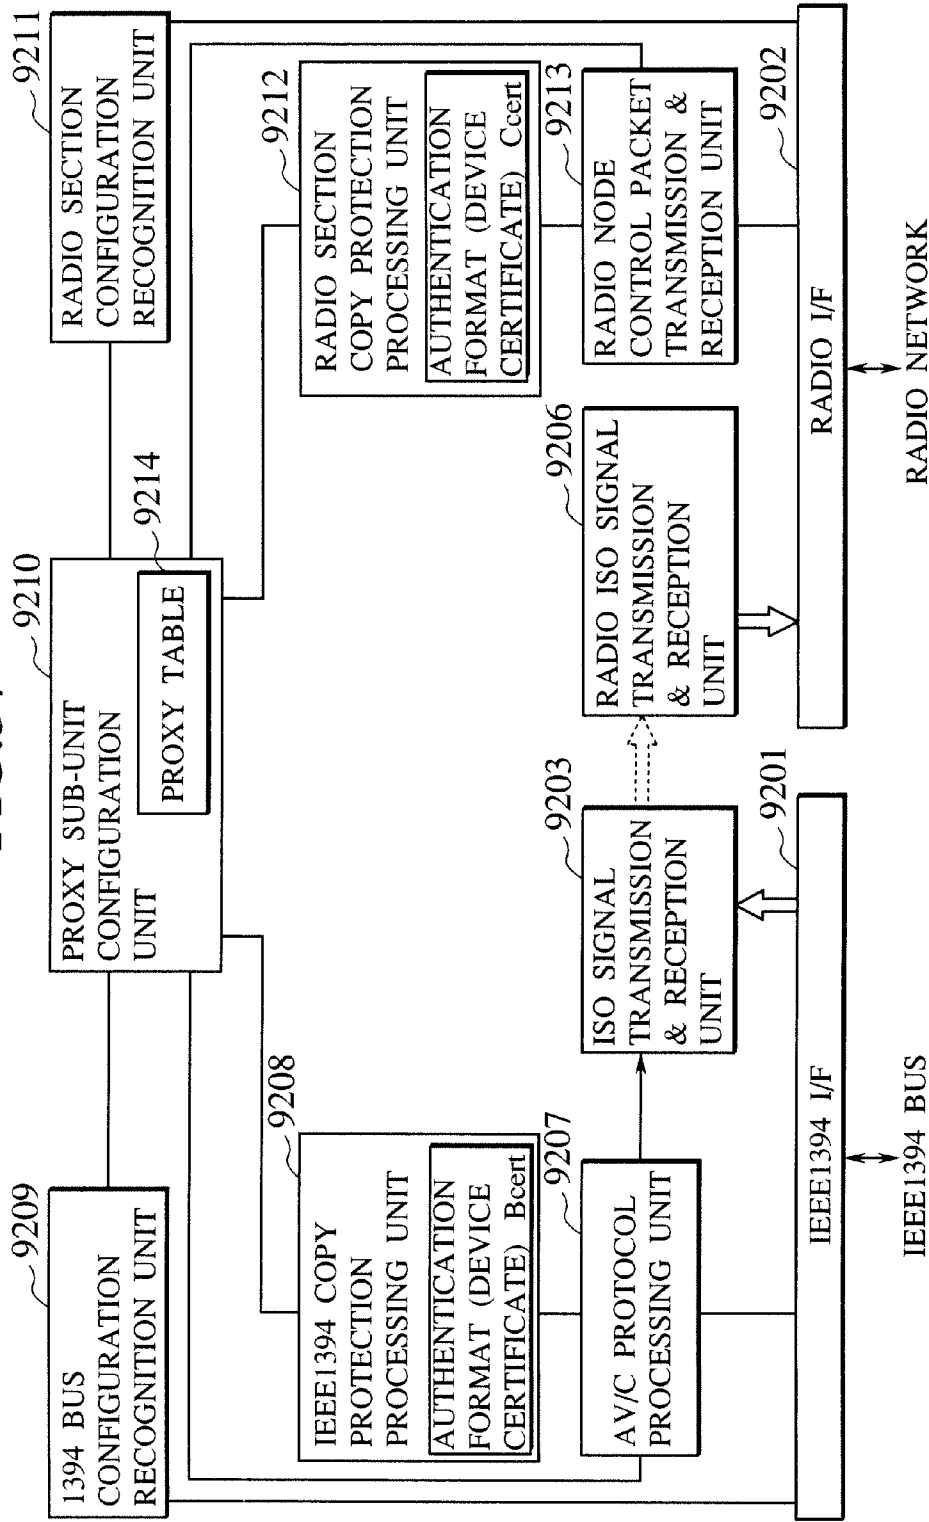 9209
1394 BUS
CONFIGURATION
RECOGNITION UNIT
9210
PROXY SUB-UNIT
CONFIGURATION
UNIT
9214
PROXY TABLE
9211
RADIO SECTION
CONFIGURATION
RECOGNITION UNIT
9208
IEEE1394 COPY
PROTECTION
PROCESSING UNIT
AUTHENTICATION
FORMAT (DEVICE
CERTIFICATE) Bcert
9212
RADIO SECTION
COPY PROTECTION
PROCESSING UNIT
AUTHENTICATION
FORMAT (DEVICE
CERTIFICATE) Ccert
9207
AV/C PROTOCOL
PROCESSING UNIT
9203
ISO SIGNAL
TRANSMISSION
& RECEPTION
UNIT
9206
RADIO ISO SIGNAL
TRANSMISSION
& RECEPTION
UNIT
9213
RADIO NODE
CONTROL PACKET
TRANSMISSION &
RECEPTION UNIT
9201
IEEE1394 I/F
9202
RADIO I/F
IEEE1394 BUS
RADIO NETWORK